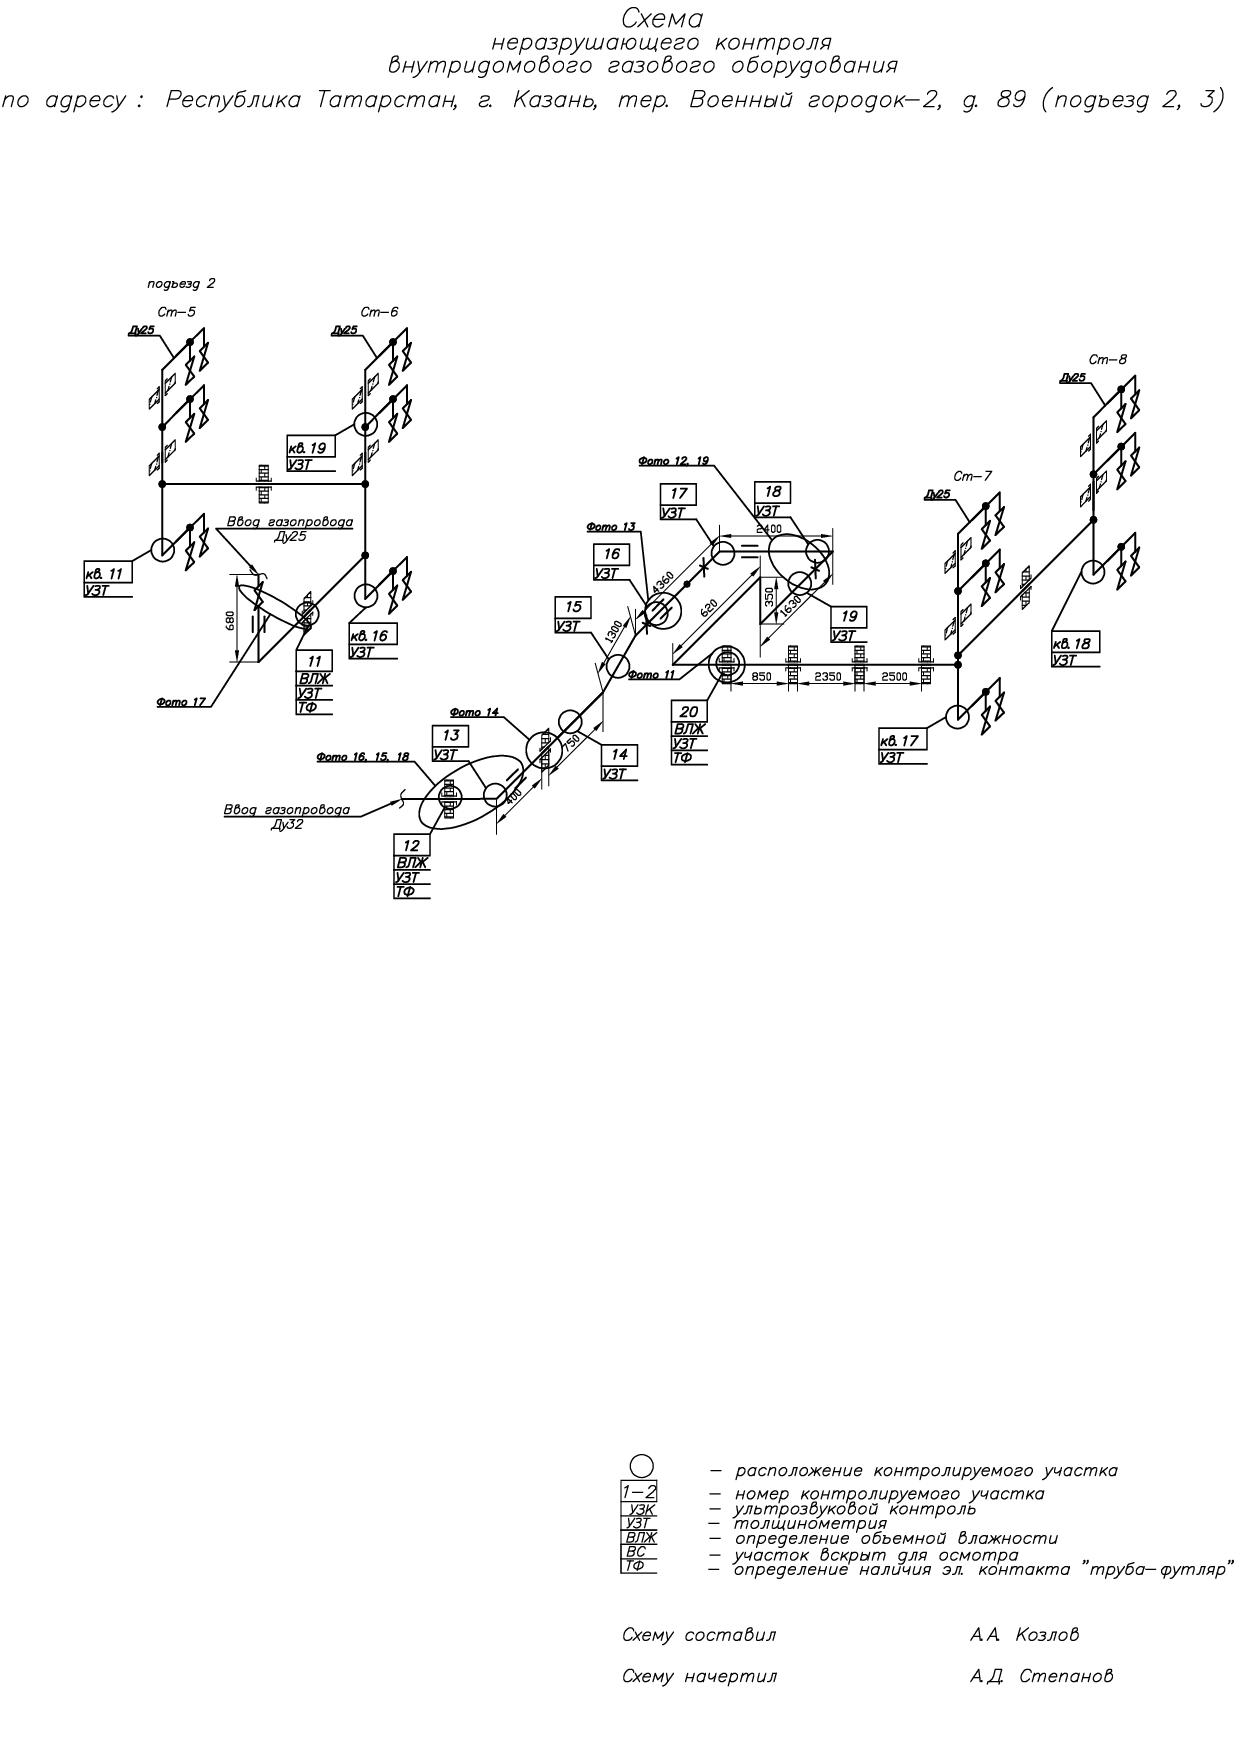 Схема
неразрушающего контроля
внутридомового газового оборудования
по адресу : Республика Татарстан, г. Казань, тер. Военный городок-2, д. 89 (подъезд 2, 3)
подъезд 2
Ст-5
Ст-6
Ду25
Ду25
Ст-8
Ду25
кв. 19
УЗТ
Фото 12, 19
Ст-7
17
УЗТ
18
УЗТ
Ду25
Ввод газопровода
Ду25
Фото 13
2400
16
УЗТ
кв. 11
УЗТ
4360
680
620
350
1630
15
УЗТ
19
УЗТ
1300
кв. 16
УЗТ
кв. 18
УЗТ
11
ВЛЖ
УЗТ
ТФ
Фото 17
Фото 11
850
2350
2500
20
ВЛЖ
УЗТ
ТФ
Фото 14
13
УЗТ
750
14
УЗТ
кв. 17
УЗТ
Фото 16, 15, 18
400
Ввод газопровода
Ду32
12
ВЛЖ
УЗТ
ТФ
– расположение контролируемого участка
1-2 – номер контролируемого участка
УЗК – ультрозвуковой контроль
УЗТ – толщинометрия
ВЛЖ – определение объемной влажности
ВС – участок вскрыт для осмотра
ТФ – определение наличия эл. контакта "труба-футляр"
Схему составил А.А. Козлов
Схему начертил А.Д. Степанов